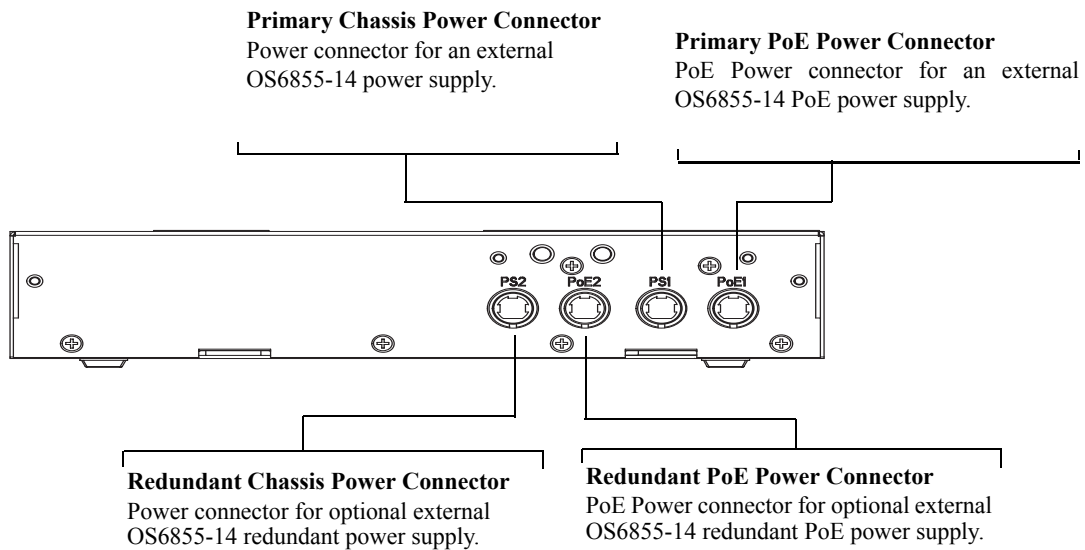 Primary Chassis Power Connector
Power connector for an external
OS6855-14 power supply.
Primary PoE Power Connector
PoE Power connector for an external
OS6855-14 PoE power supply.
PS2
PoE2
PS1
PoE1
Redundant Chassis Power Connector
Power connector for optional external
OS6855-14 redundant power supply.
Redundant PoE Power Connector
PoE Power connector for optional external
OS6855-14 redundant PoE power supply.